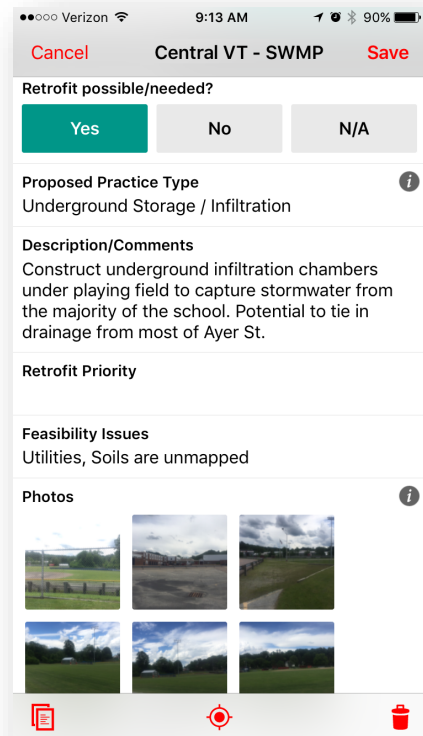 Verizon 9:13 AM 90%
Cancel Central VT - SWMP Save
Retrofit possible/needed?
Yes No N/A
Proposed Practice Type
Underground Storage / Infiltration
Description/Comments
Construct underground infiltration chambers
under playing field to capture stormwater from
the majority of the school. Potential to tie in
drainage from most of Ayer St.
Retrofit Priority
Feasibility Issues
Utilities, Soils are unmapped
Photos